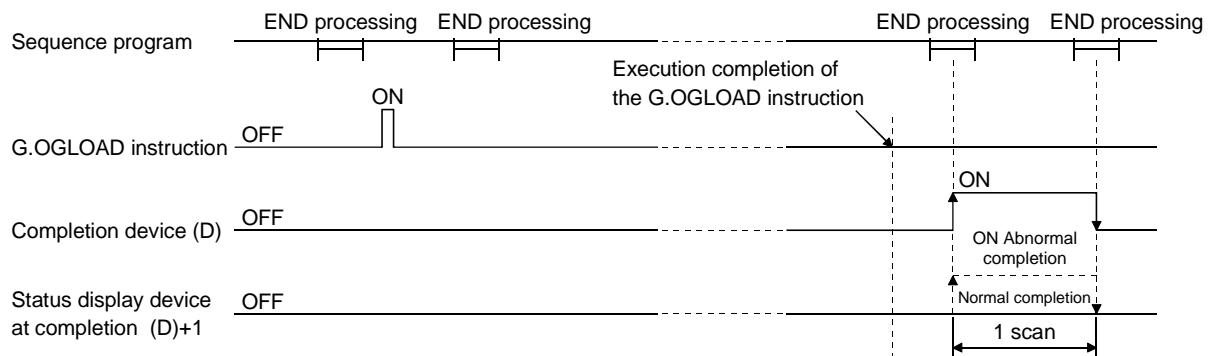 END processing END processing END processing END processing
Sequence program
Execution completion of
the G.OGLOAD instruction
ON
OFF
G.OGLOAD instruction
ON
OFF
Completion device (D)
ON Abnormal
completion
Status display device
at completion (D)+1
OFF
Normal completion
1 scan